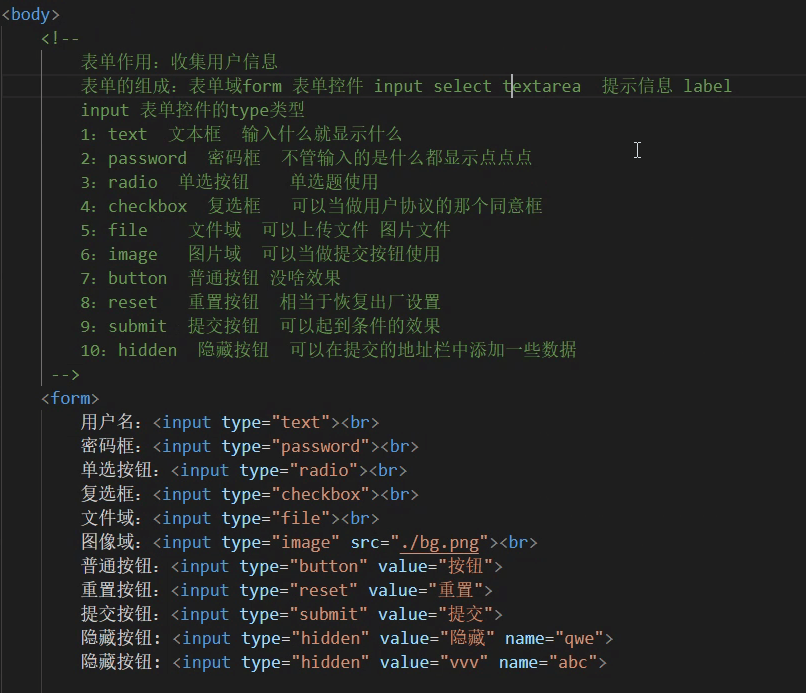 <body>
<!--
表单作用：收集用户信息
表单的组成：表单域form 表单控件 input select textarea  提示信息 label
input 表单控件的type类型
1：text  文本框  输入什么就显示什么
2：password  密码框  不管输入的是什么都显示点点点
3：radio  单选按钮    单选题使用
4：checkbox  复选框   可以当做用户协议的那个同意框
5：file    文件域  可以上传文件 图片文件
6：image   图片域  可以当做提交按钮使用
7：button  普通按钮 没啥效果
8：reset   重置按钮  相当于恢复出厂设置
9：submit  提交按钮  可以起到条件的效果
10：hidden  隐藏按钮  可以在提交的地址栏中添加一些数据
-->
<form>
用户名：<input type="text"><br>
密码框：<input type="password"><br>
单选按钮：<input type="radio"><br>
复选框：<input type="checkbox"><br>
文件域：<input type="file"><br>
图像域：<input type="image" src="./bg.png"><br>
普通按钮：<input type="button" value="按钮">
重置按钮：<input type="reset" value="重置">
提交按钮：<input type="submit" value="提交">
隐藏按钮：<input type="hidden" value="隐藏" name="qwe">
隐藏按钮：<input type="hidden" value="vvv" name="abc">